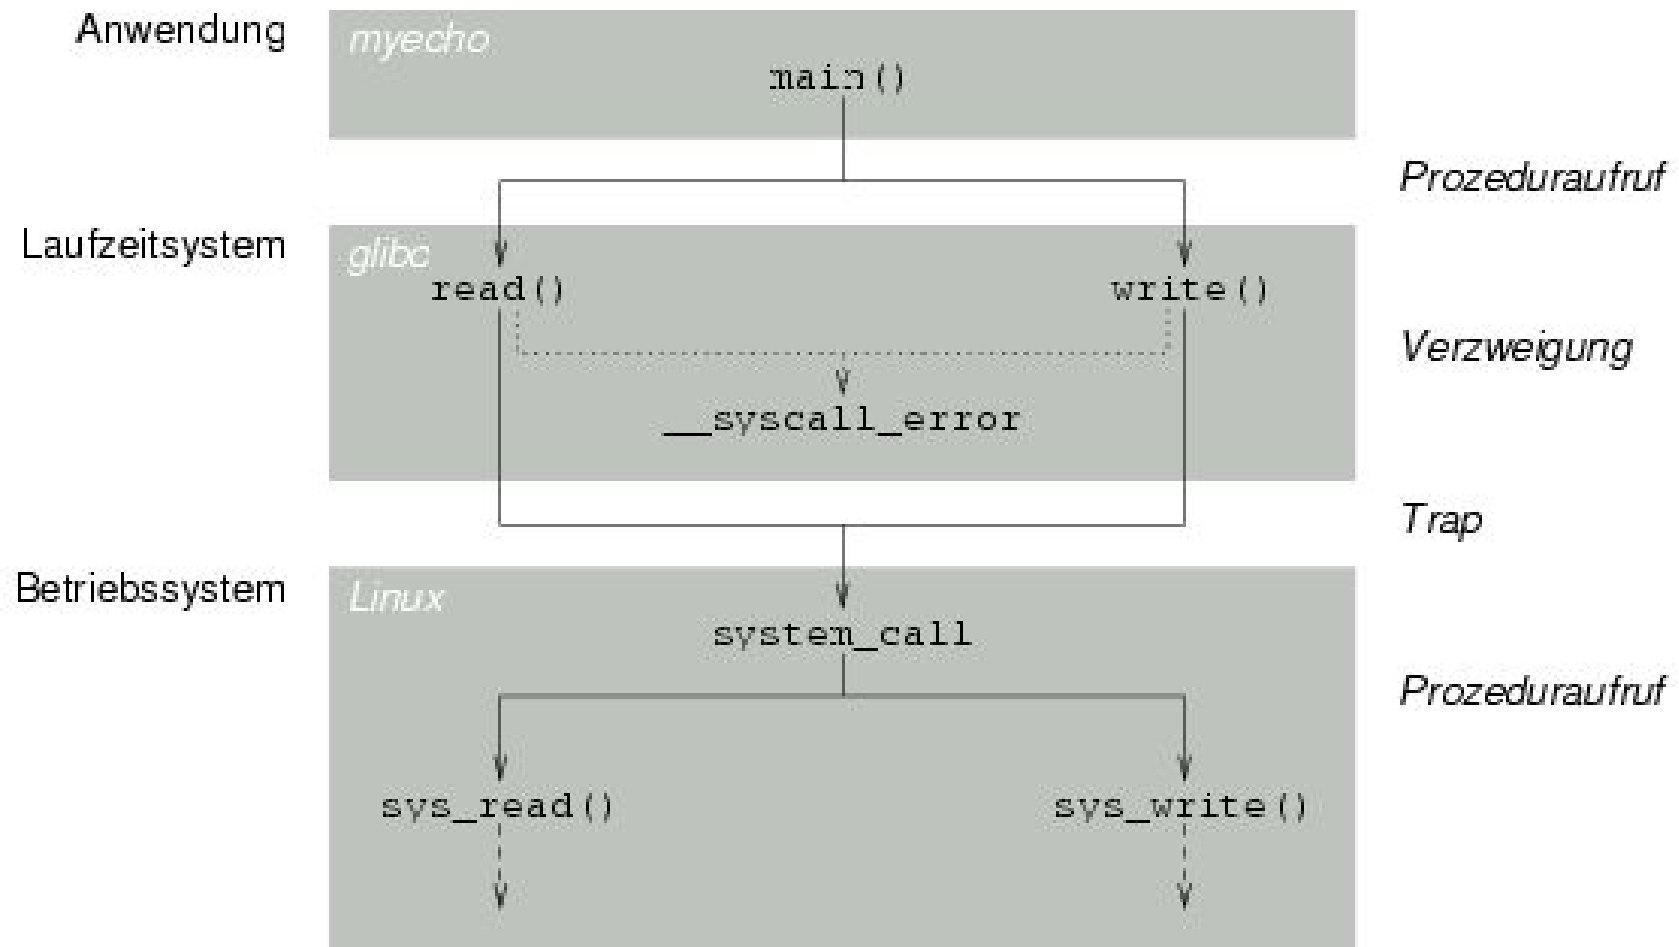 Anwendung
myecho
main()
Prozeduraufruf
Laufzeitsystem
glibc
read()
write()
Verzweigung
__syscall_error
Trap
Betriebssystem
Linux
system_call
Prozeduraufruf
sys_read()
sys_write()